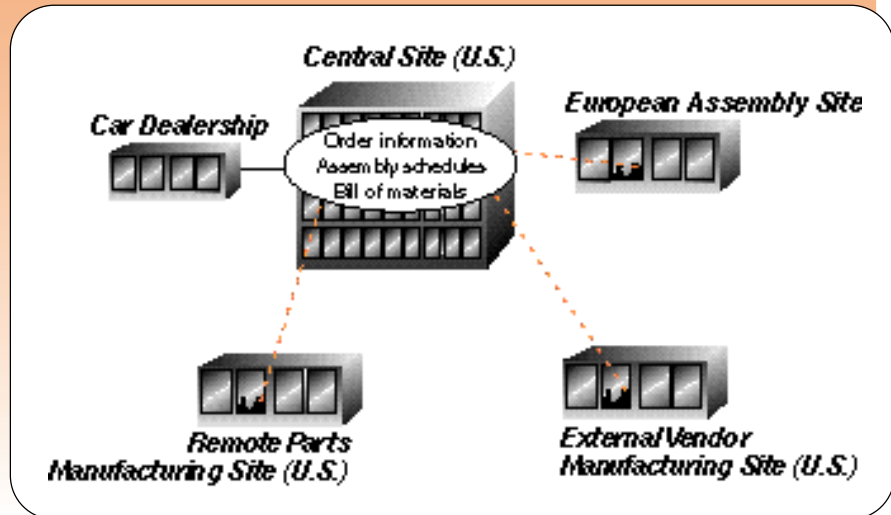 Central Site (U.S.)
European Assembly Site
Car Dealership
Order information
Assembly schedules
Bill of materials
Remote Parts
Manufacturing Site (U.S.)
External Vendor
Manufacturing Site (U.S.)